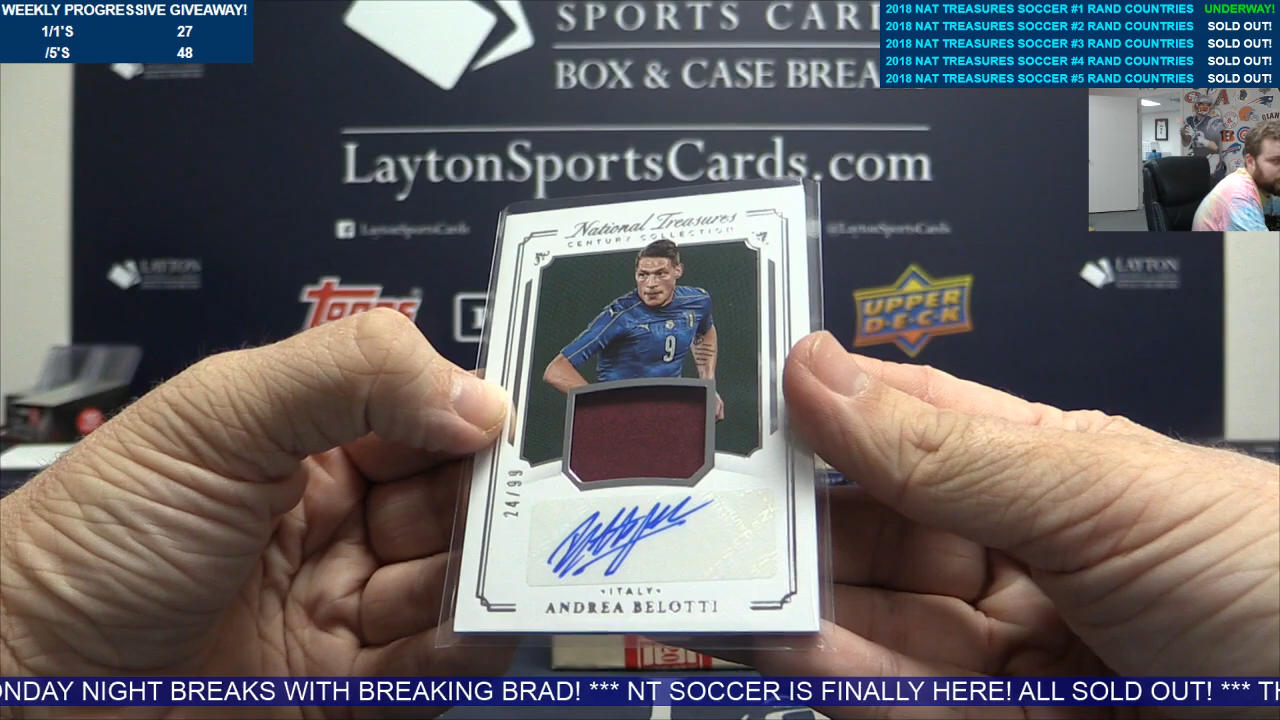 WEEKLY PROGRESSIVE GIVEAWAY!
1/1'S 27
/5'S 48
2018 NAT TREASURES SOCCER #1 RAND COUNTRIES UNDERWAY!
2018 NAT TREASURES SOCCER #2 RAND COUNTRIES SOLD OUT!
2018 NAT TREASURES SOCCER #3 RAND COUNTRIES SOLD OUT!
2018 NAT TREASURES SOCCER #4 RAND COUNTRIES SOLD OUT!
2018 NAT TREASURES SOCCER #5 RAND COUNTRIES SOLD OUT!
SPORTS CAR
BOX & CASE BREA
LaytonSportsCards.com
LaytonSportsCards
@LaytonSportsCards
LAYTON
LAYTON
TOPPS
UPPER
DECK
National Treasures
CENTURY COLLECTION
9
24/99
ITALY
ANDREA BELOTTI
ONDAY NIGHT BREAKS WITH BREAKING BRAD! *** NT SOCCER IS FINALLY HERE! ALL SOLD OUT! *** TH